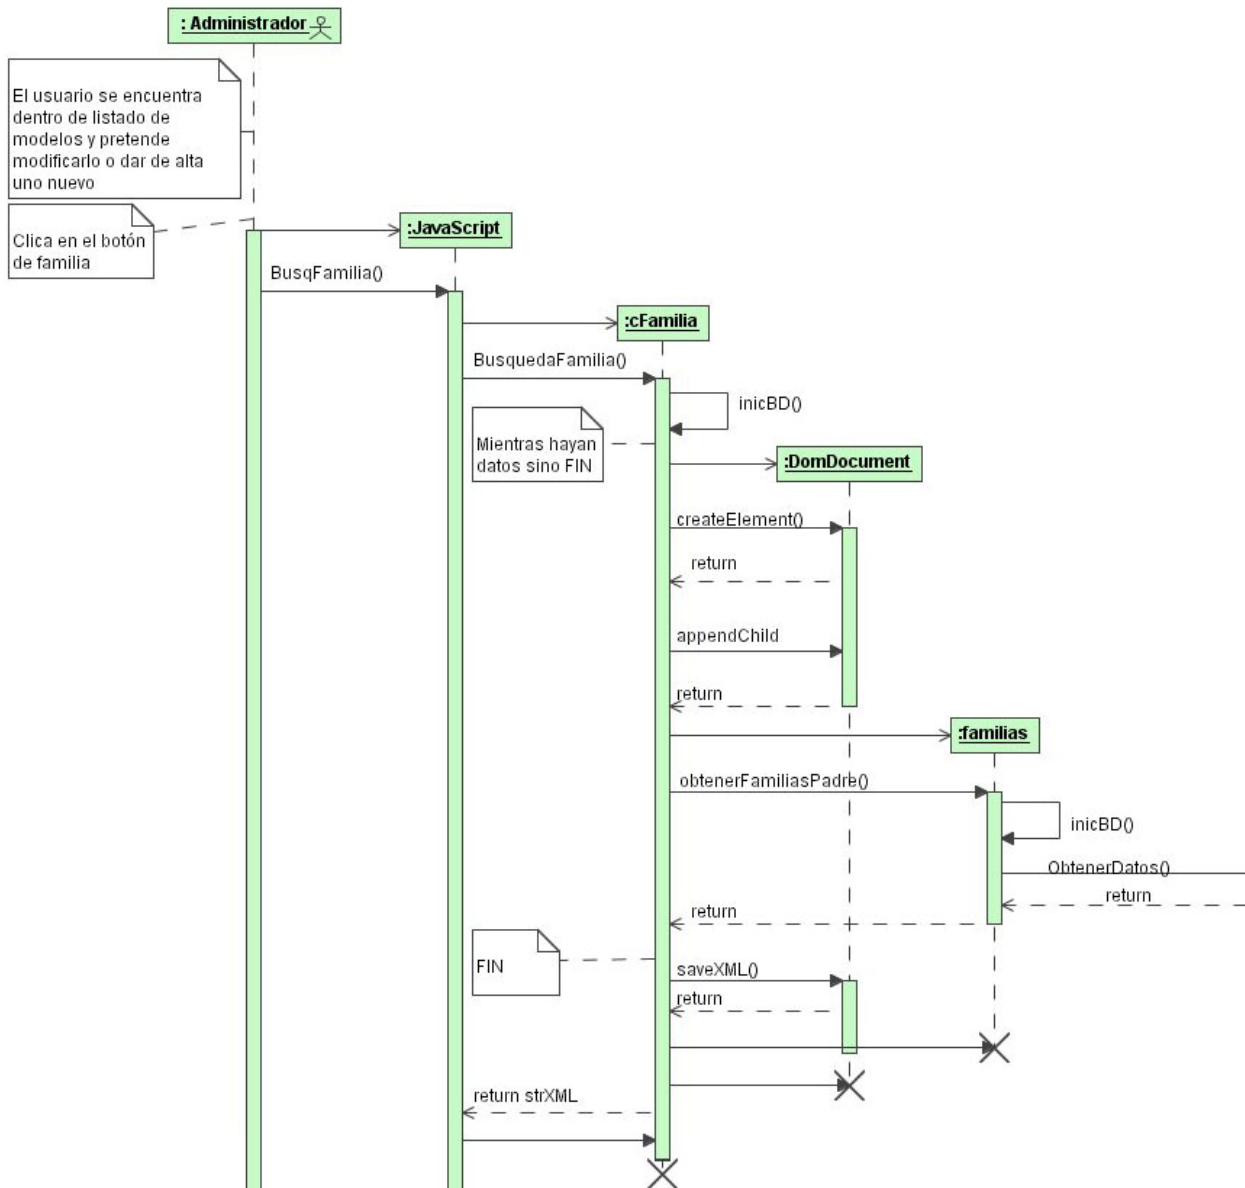 : Administrador
El usuario se encuentra
dentro de listado de
modelos y pretende
modificarlo o dar de alta
uno nuevo
Clica en el botón
de familia
:JavaScript
BusqFamilia()
:cFamilia
BusquedaFamilia()
inicBD()
Mientras hayan
datos sino FIN
:DomDocument
createElement()
return
appendChild
return
:familias
obtenerFamiliasPadre()
inicBD()
ObtenerDatos()
return
return
FIN
saveXML()
return
return strXML